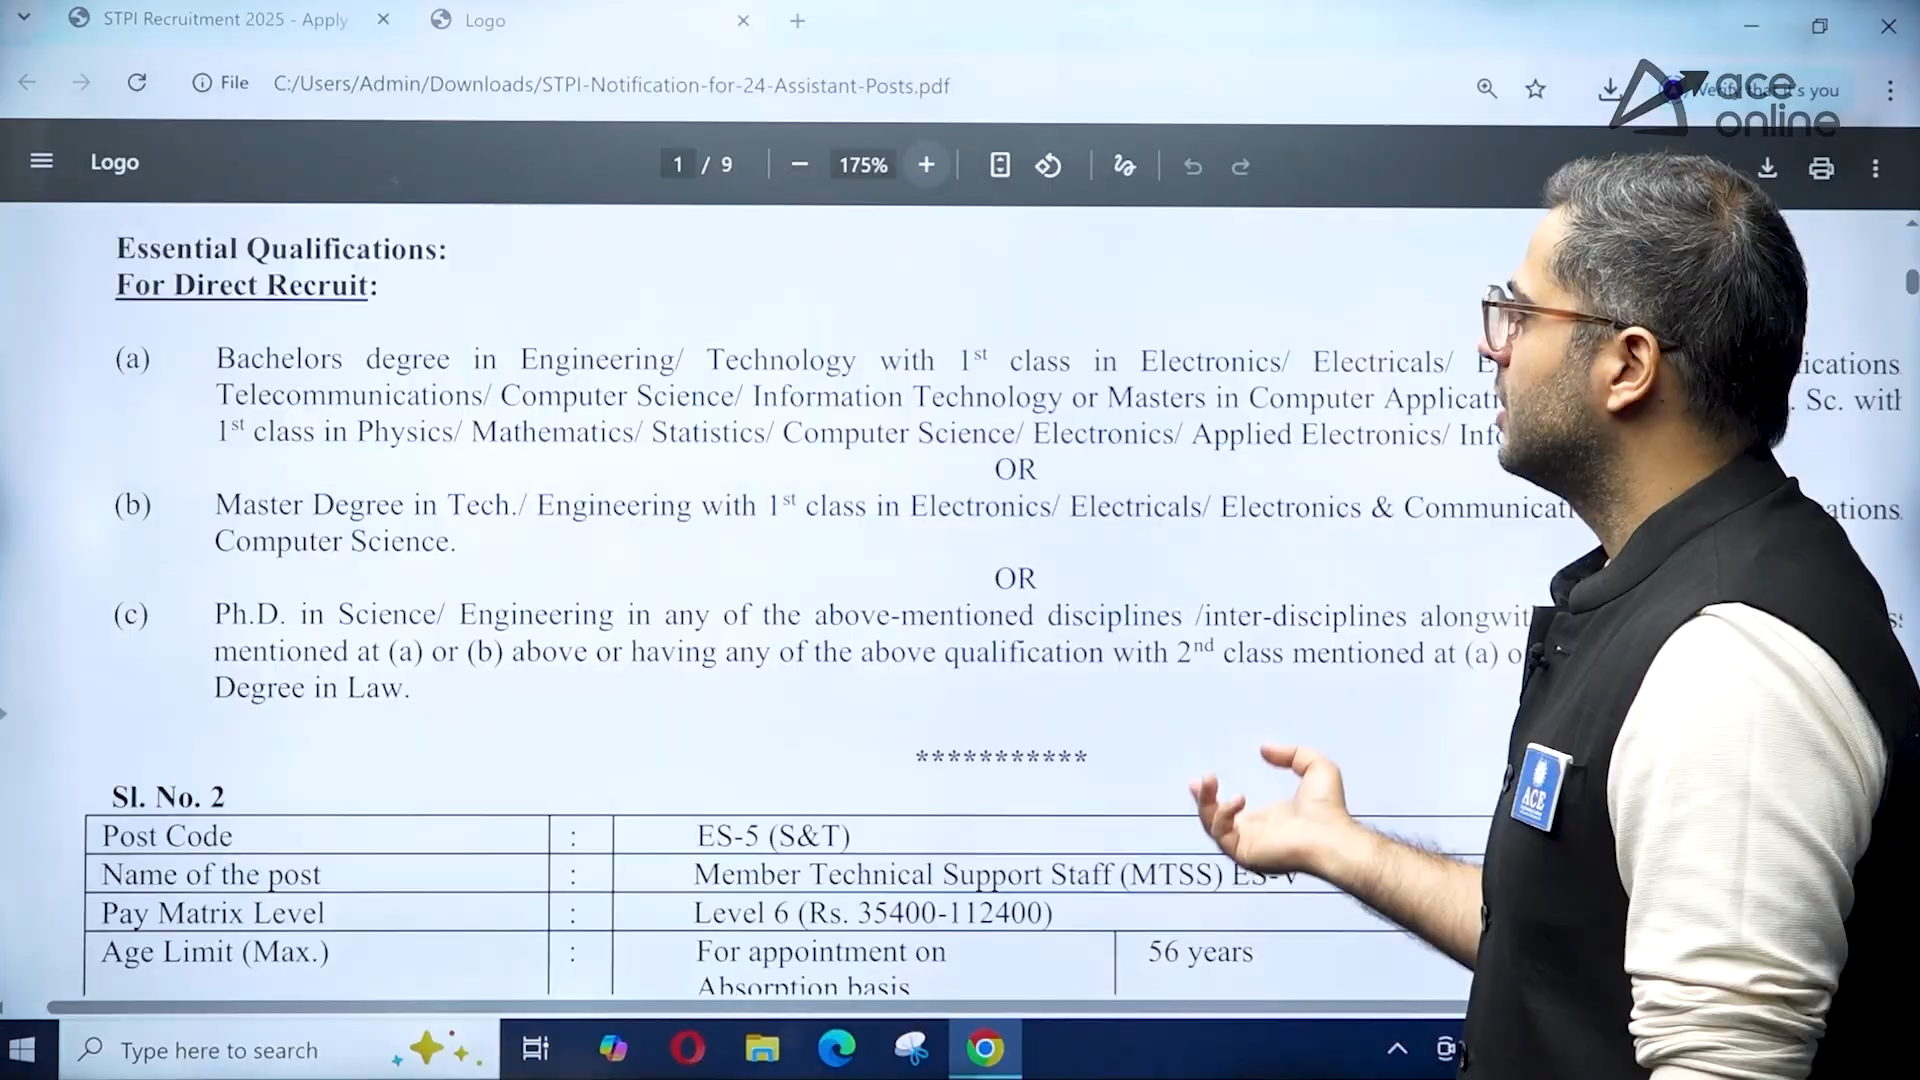 STPI Recruitment 2025 - Apply
Logo
File
C:/Users/Admin/Downloads/STPI-Notification-for-24-Assistant-Posts.pdf
Verify that it's you
ace
online
Logo
1 / 9
175%
Essential Qualifications:
For Direct Recruit:
(a) Bachelors degree in Engineering/ Technology with 1st class in Electronics/ Electricals/
Telecommunications/ Computer Science/ Information Technology or Masters in Computer Sc. with
1st class in Physics/ Mathematics/ Statistics/ Computer Science/ Electronics/ Applied Electronics/
OR
(b) Master Degree in Tech./ Engineering with 1st class in Electronics/ Electricals/ Electronics &
Computer Science.
OR
(c) Ph.D. in Science/ Engineering in any of the above-mentioned disciplines /inter-disciplines
mentioned at (a) or (b) above or having any of the above qualification with 2nd class mentioned at (a)
Degree in Law.
***********
Sl. No. 2
Post Code : ES-5 (S&T)
Name of the post : Member Technical Support Staff (MTSS) ES-V
Pay Matrix Level : Level 6 (Rs. 35400-112400)
Age Limit (Max.) : For appointment on 56 years
Absorption basis
ACE
Type here to search